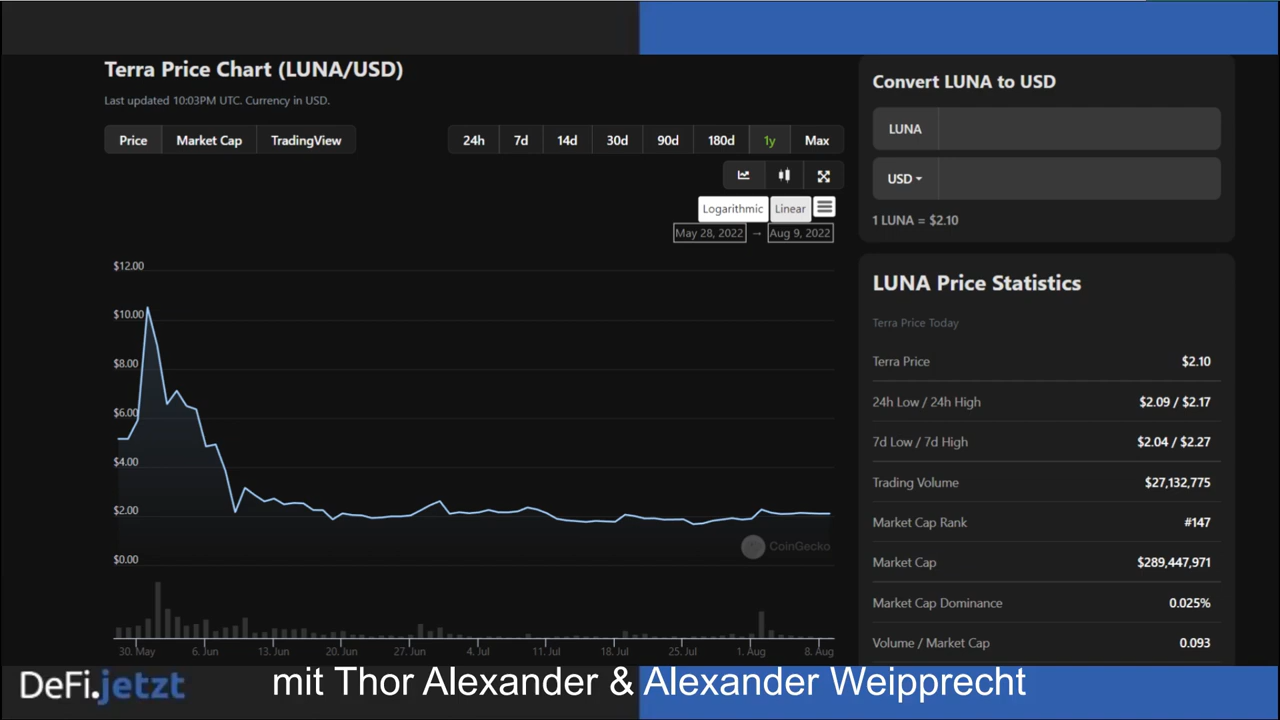 Terra Price Chart (LUNA/USD)
Last updated 10:03PM UTC. Currency in USD.
Price Market Cap TradingView
24h 7d 14d 30d 90d 180d 1y Max
Logarithmic Linear
May 28, 2022 → Aug 9, 2022
$12.00
$10.00
$8.00
$6.00
$4.00
$2.00
$0.00
CoinGecko
30. May 6. Jun 13. Jun 20. Jun 27. Jun 4. Jul 11. Jul 18. Jul 25. Jul 1. Aug 8. Aug
Convert LUNA to USD
LUNA
USD
1 LUNA = $2.10
LUNA Price Statistics
Terra Price Today
Terra Price $2.10
24h Low / 24h High $2.09 / $2.17
7d Low / 7d High $2.04 / $2.27
Trading Volume $27,132,775
Market Cap Rank #147
Market Cap $289,447,971
Market Cap Dominance 0.025%
Volume / Market Cap 0.093
DeFi.jetzt
mit Thor Alexander & Alexander Weipprecht